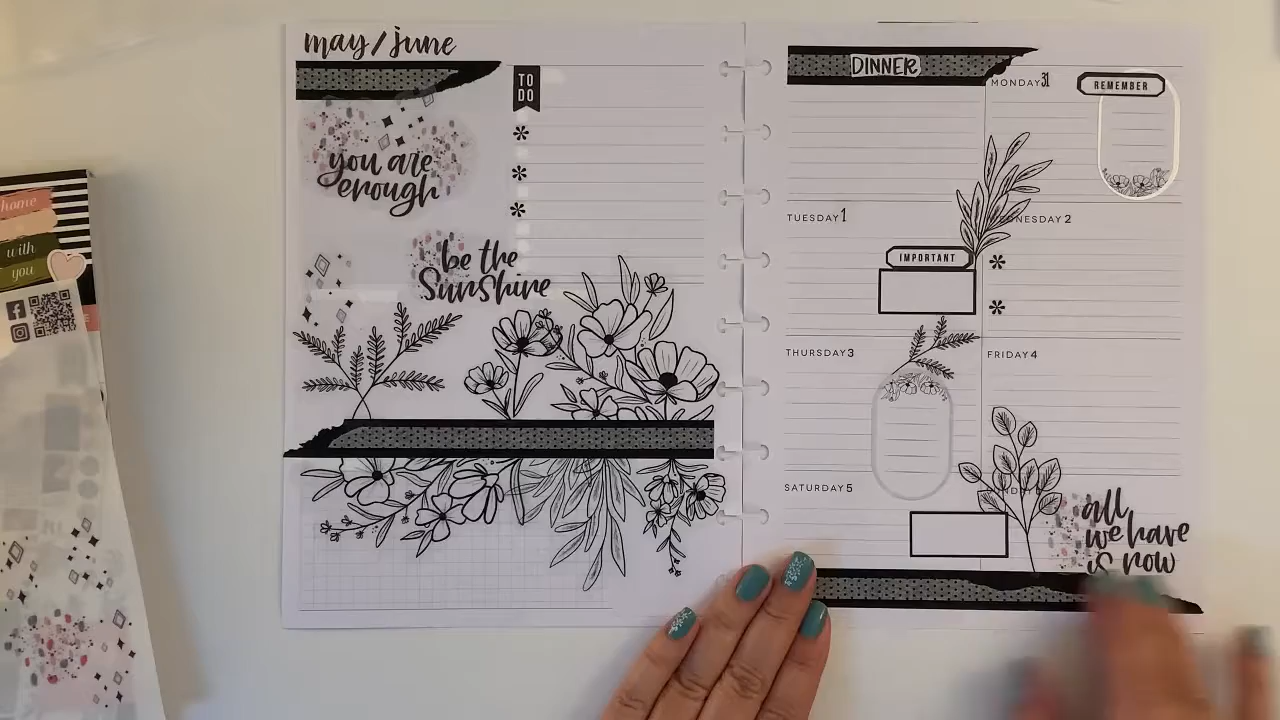 may/june
TO
DO
you are
enough
be the
Sunshine
DINNER
MONDAY 31
REMEMBER
TUESDAY 1
WEDNESDAY 2
IMPORTANT
THURSDAY 3
FRIDAY 4
SATURDAY 5
all
we have
is now
home
with
you